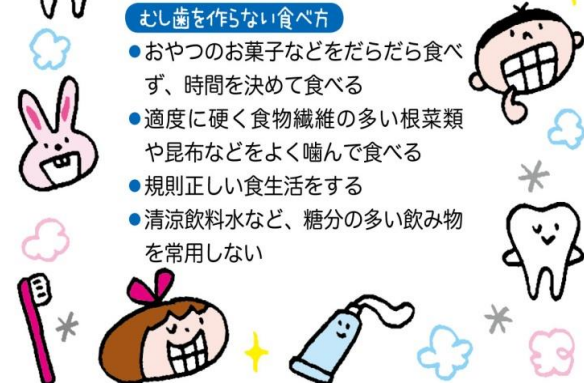 むし歯を作らない食べ方
●おやつのお菓子などをだらだら食べ
ず、時間を決めて食べる
●適度に硬く食物繊維の多い根菜類
や昆布などをよく噛んで食べる
●規則正しい食生活をする
●清涼飲料水など、糖分の多い飲み物
を常用しない